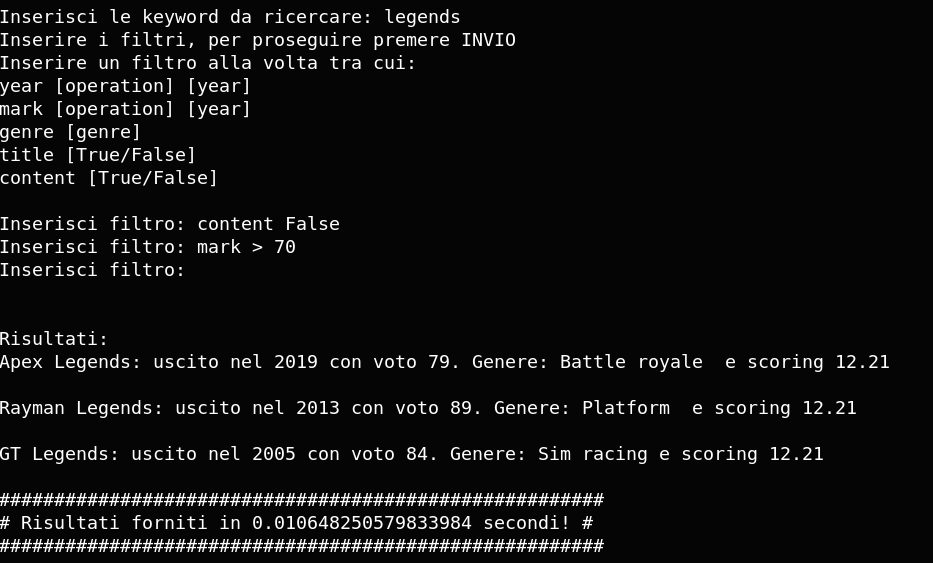 Inserisci le keyword da ricercare: legends
Inserire i filtri, per proseguire premere INVIO
Inserire un filtro alla volta tra cui:
year [operation] [year]
mark [operation] [year]
genre [genre]
title [True/False]
content [True/False]
Inserisci filtro: content False
Inserisci filtro: mark > 70
Inserisci filtro:
Risultati:
Apex Legends: uscito nel 2019 con voto 79. Genere: Battle royale  e scoring 12.21
Rayman Legends: uscito nel 2013 con voto 89. Genere: Platform  e scoring 12.21
GT Legends: uscito nel 2005 con voto 84. Genere: Sim racing e scoring 12.21
#######################################################
# Risultati forniti in 0.010648250579833984 secondi! #
#######################################################